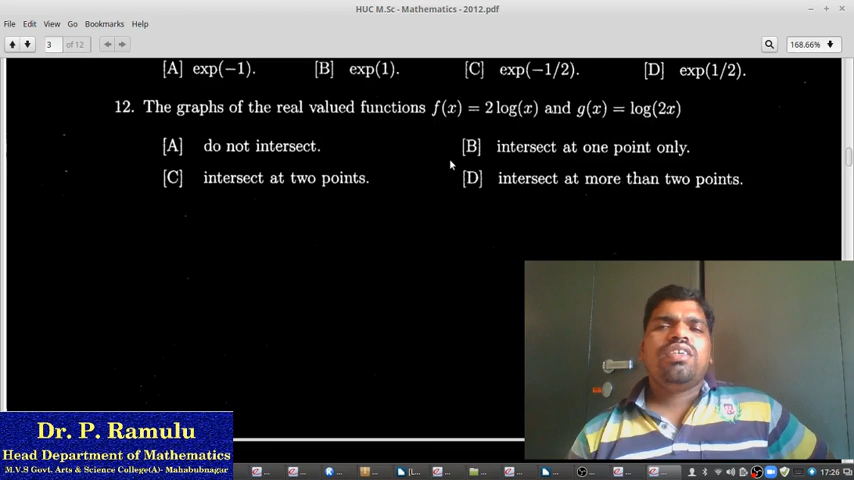 HUC M.Sc - Mathematics - 2012.pdf
File Edit View Go Bookmarks Help
3 of 12 168.66%
[A] exp(−1). [B] exp(1). [C] exp(−1/2). [D] exp(1/2).
12. The graphs of the real valued functions f(x) = 2 log(x) and g(x) = log(2x)
[A] do not intersect. [B] intersect at one point only.
[C] intersect at two points. [D] intersect at more than two points.
Dr. P. Ramulu
Head Department of Mathematics
M.V.S Govt. Arts & Science College(A)- Mahabubnagar
17:26